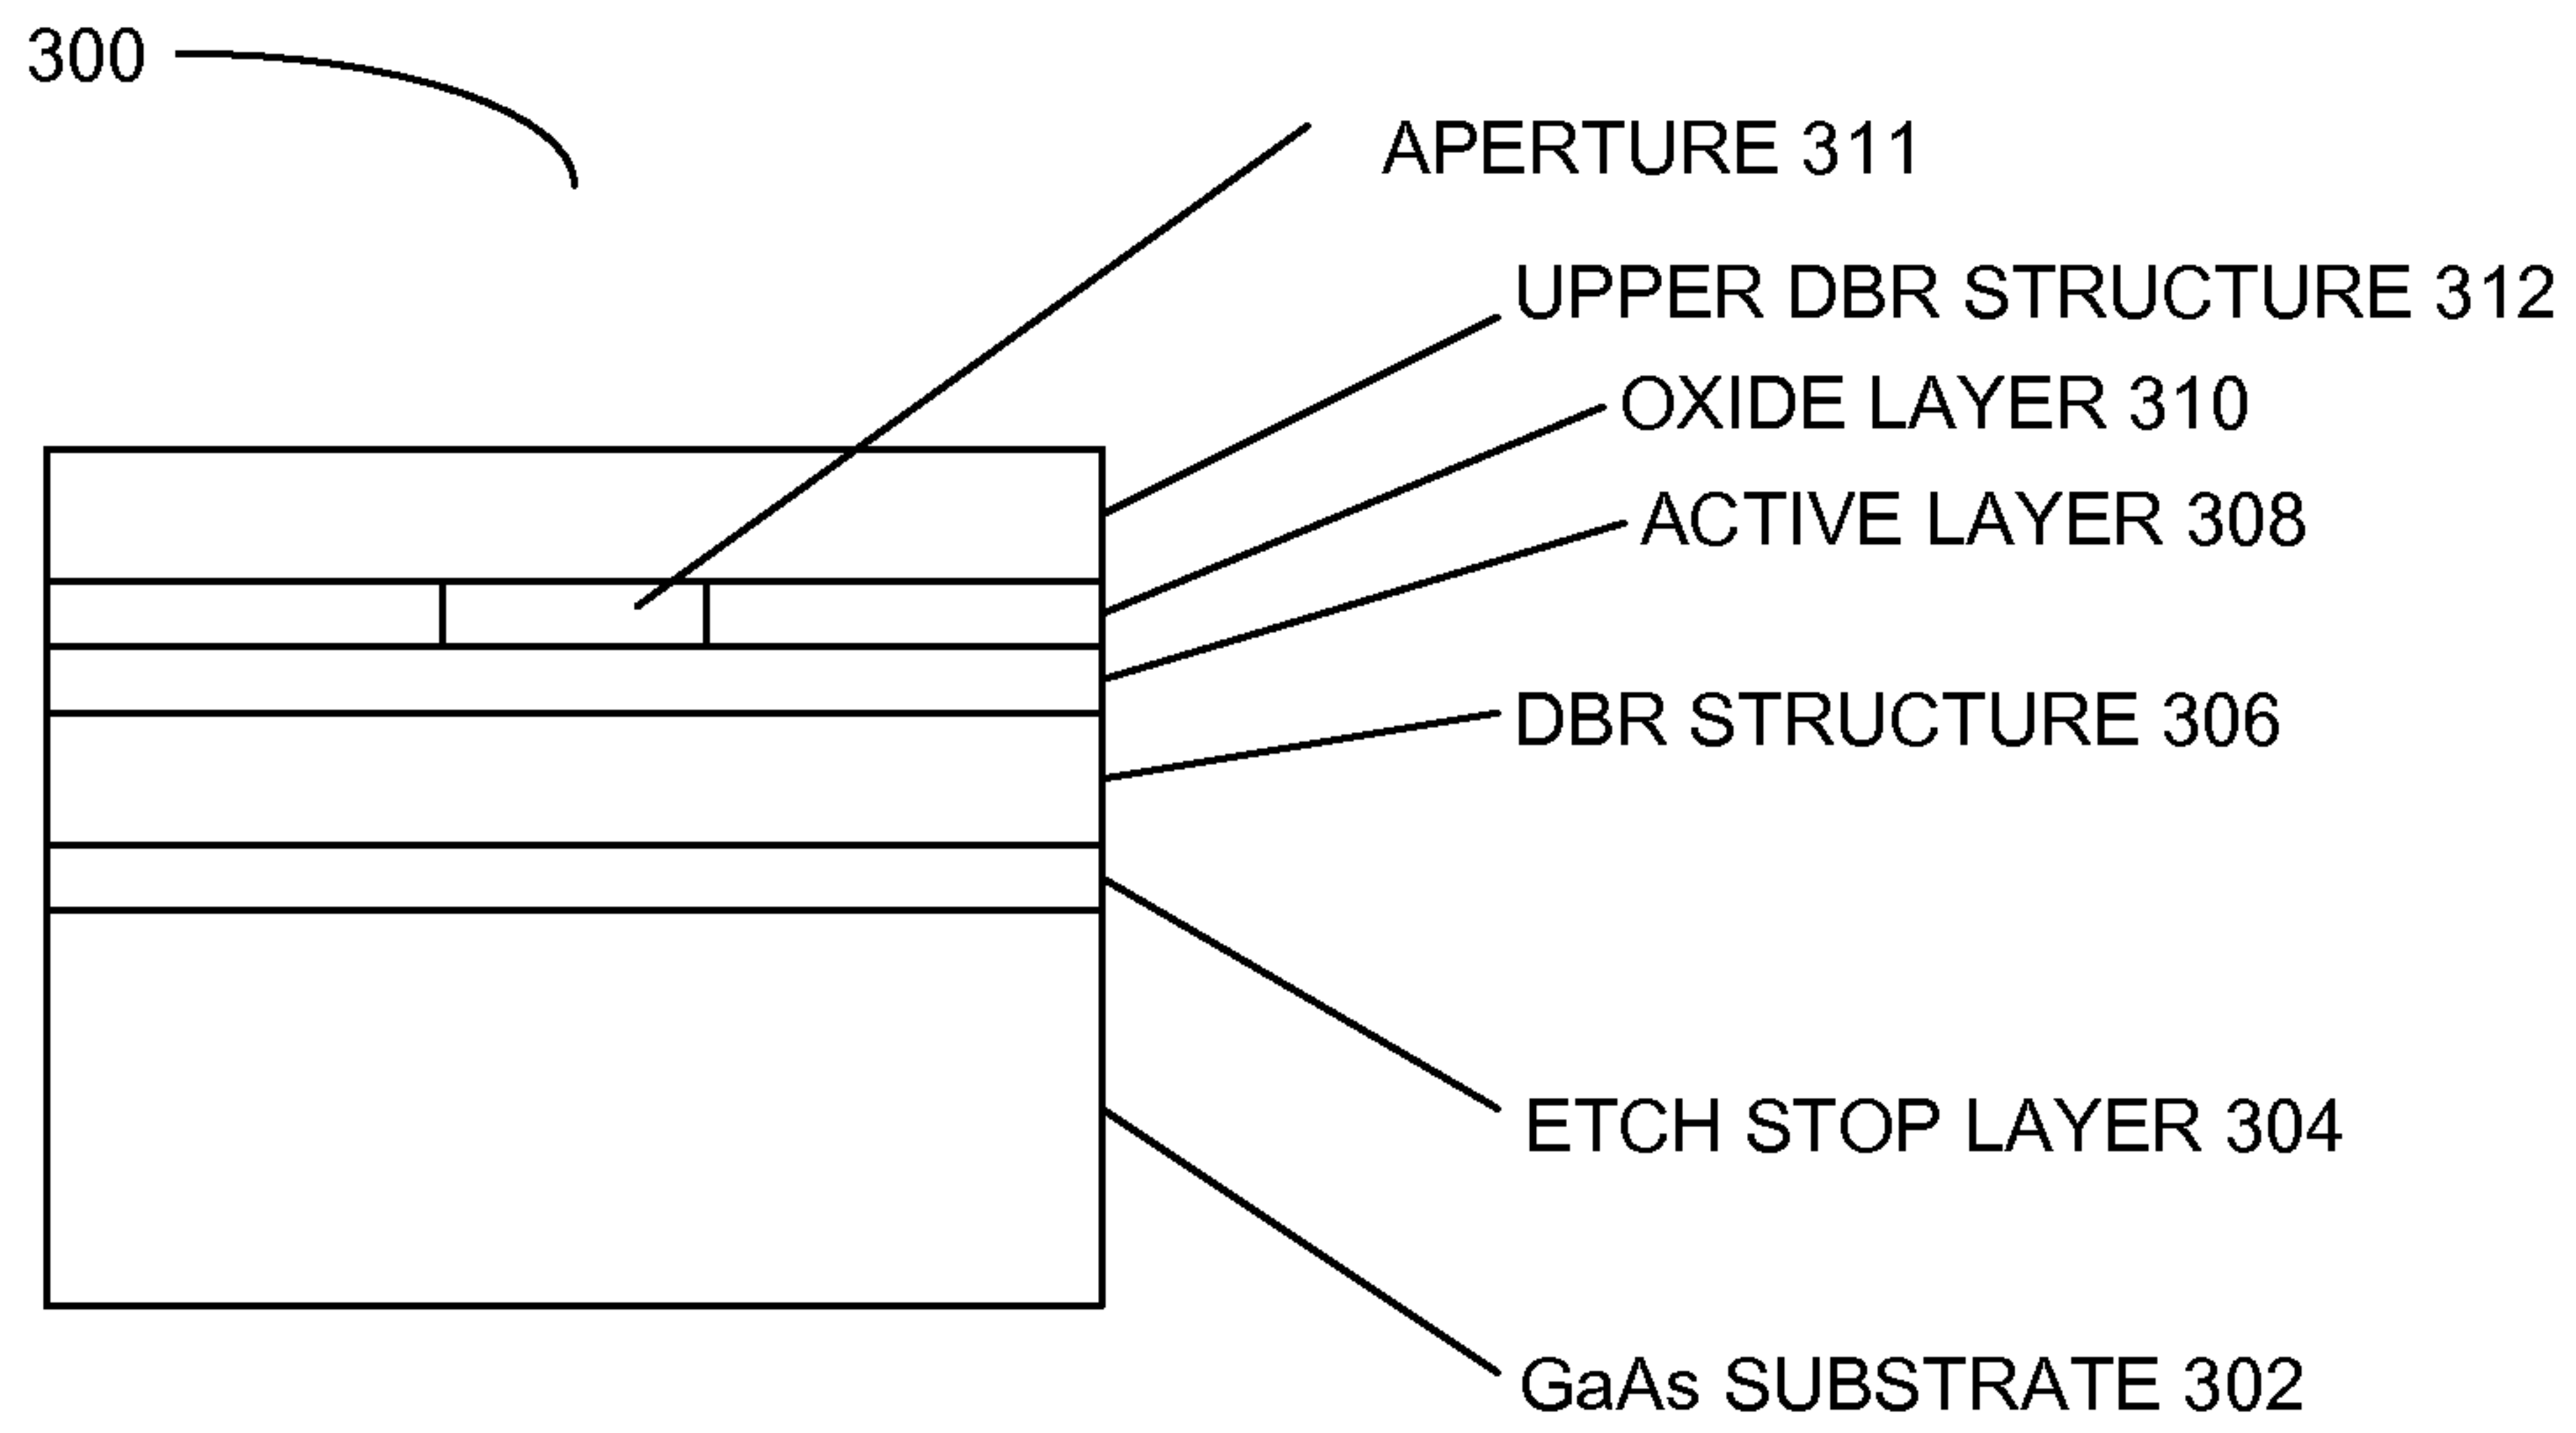 300
APERTURE 311
UPPER DBR STRUCTURE 312
OXIDE LAYER 310
ACTIVE LAYER 308
DBR STRUCTURE 306
ETCH STOP LAYER 304
GaAs SUBSTRATE 302